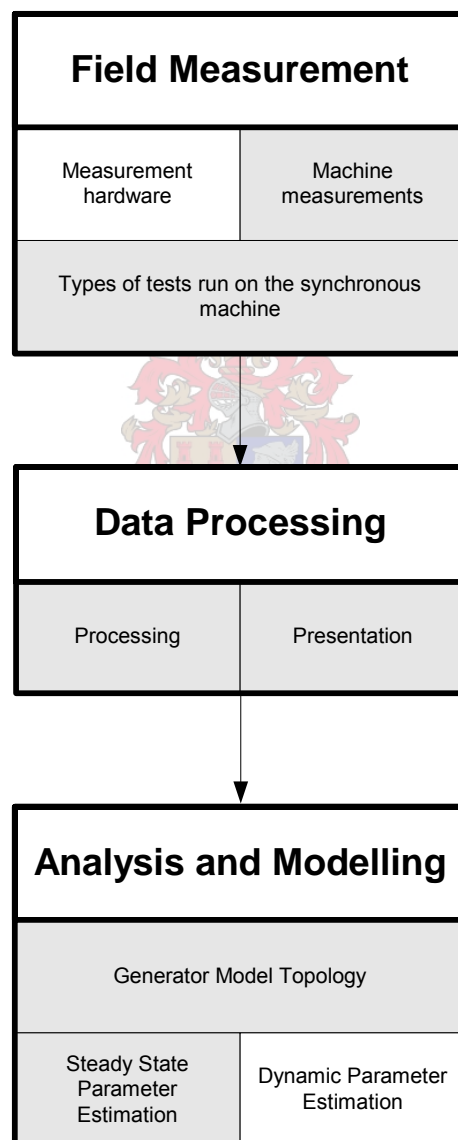 Field Measurement
Measurement
hardware
Machine
measurements
Types of tests run on the synchronous
machine
Data Processing
Processing
Presentation
Analysis and Modelling
Generator Model Topology
Steady State
Parameter
Estimation
Dynamic Parameter
Estimation